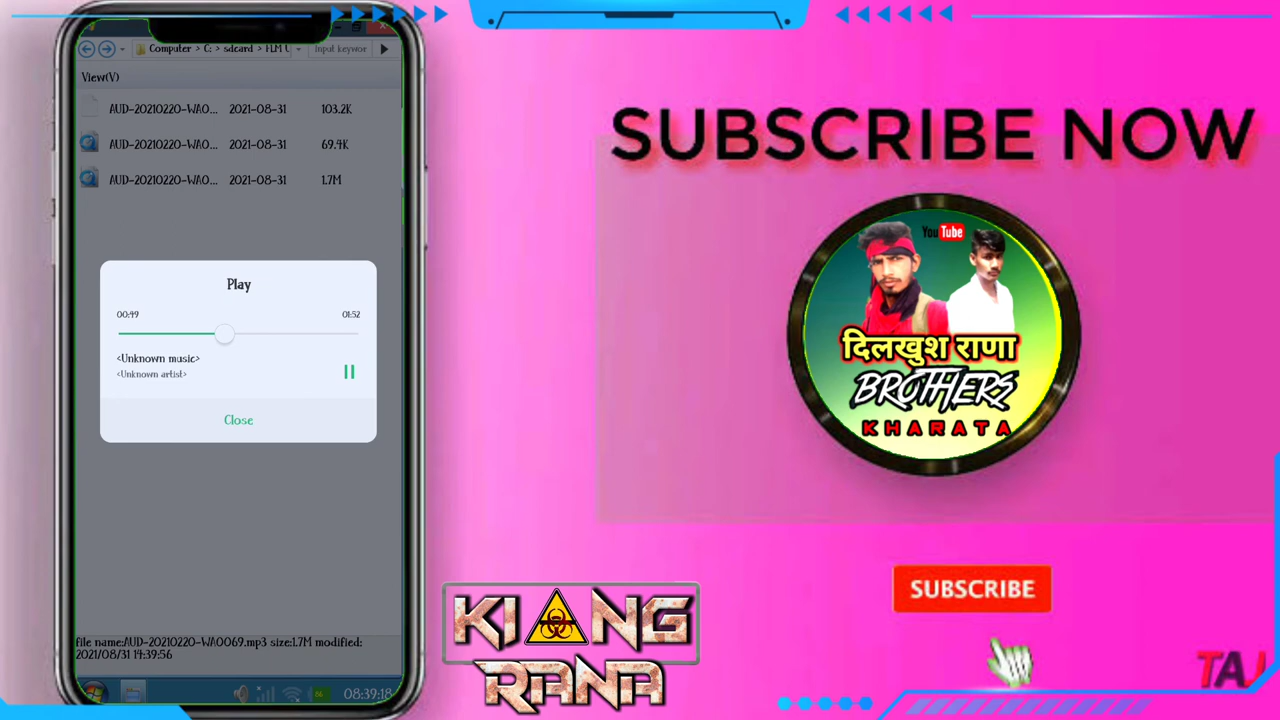 Computer > C: > sdcard > FLM U
Input keywor
View(V)
AUD-20210220-WA0... 2021-08-31 103.2K
AUD-20210220-WA0... 2021-08-31 69.4K
AUD-20210220-WA0... 2021-08-31 1.7M
Play
00:49 01:52
<Unknown music>
<Unknown artist>
Close
file name:AUD-20210220-WA0069.mp3 size:1.7M modified:
2021/08/31 14:39:56
86
08:39:18
SUBSCRIBE NOW
YouTube
दिलखुश राणा
BROTHERS
KHARATA
SUBSCRIBE
KIANG
RANA
TAJ